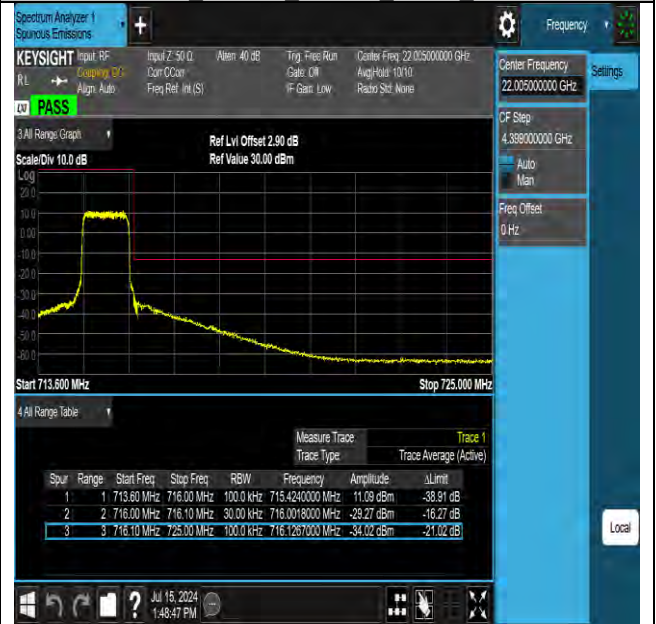 Spectrum Analyzer 1
Spurious Emissions
Frequency
KEYSIGHT Input: RF Input Z: 50 Ω Atten: 40 dB Trig: Free Run Center Freq: 22.005000000 GHz
RL Coupling: DC Corr CCorr Gate: Off Avg|Hold: 10/10
Align: Auto Freq Ref: Int (S) IF Gain: Low Radio Std: None
PASS
3 All Range Graph
Ref Lvl Offset 2.90 dB
Scale/Div 10.0 dB Ref Value 30.00 dBm
Log
20.0
10.0
0.00
-10.0
-20.0
-30.0
-40.0
-50.0
-60.0
Start 713.600 MHz Stop 725.000 MHz
4 All Range Table
Measure Trace Trace 1
Trace Type Trace Average (Active)
Spur Range Start Freq Stop Freq RBW Frequency Amplitude ΔLimit
1 1 713.60 MHz 716.00 MHz 100.0 kHz 715.4240000 MHz 11.09 dBm -38.91 dB
2 2 716.00 MHz 716.10 MHz 30.00 kHz 716.0018000 MHz -29.27 dBm -16.27 dB
3 3 716.10 MHz 725.00 MHz 100.0 kHz 716.1267000 MHz -34.02 dBm -21.02 dB
Jul 15, 2024
1:48:47 PM
Center Frequency
22.005000000 GHz
Settings
CF Step
4.399000000 GHz
Auto
Man
Freq Offset
0 Hz
Local